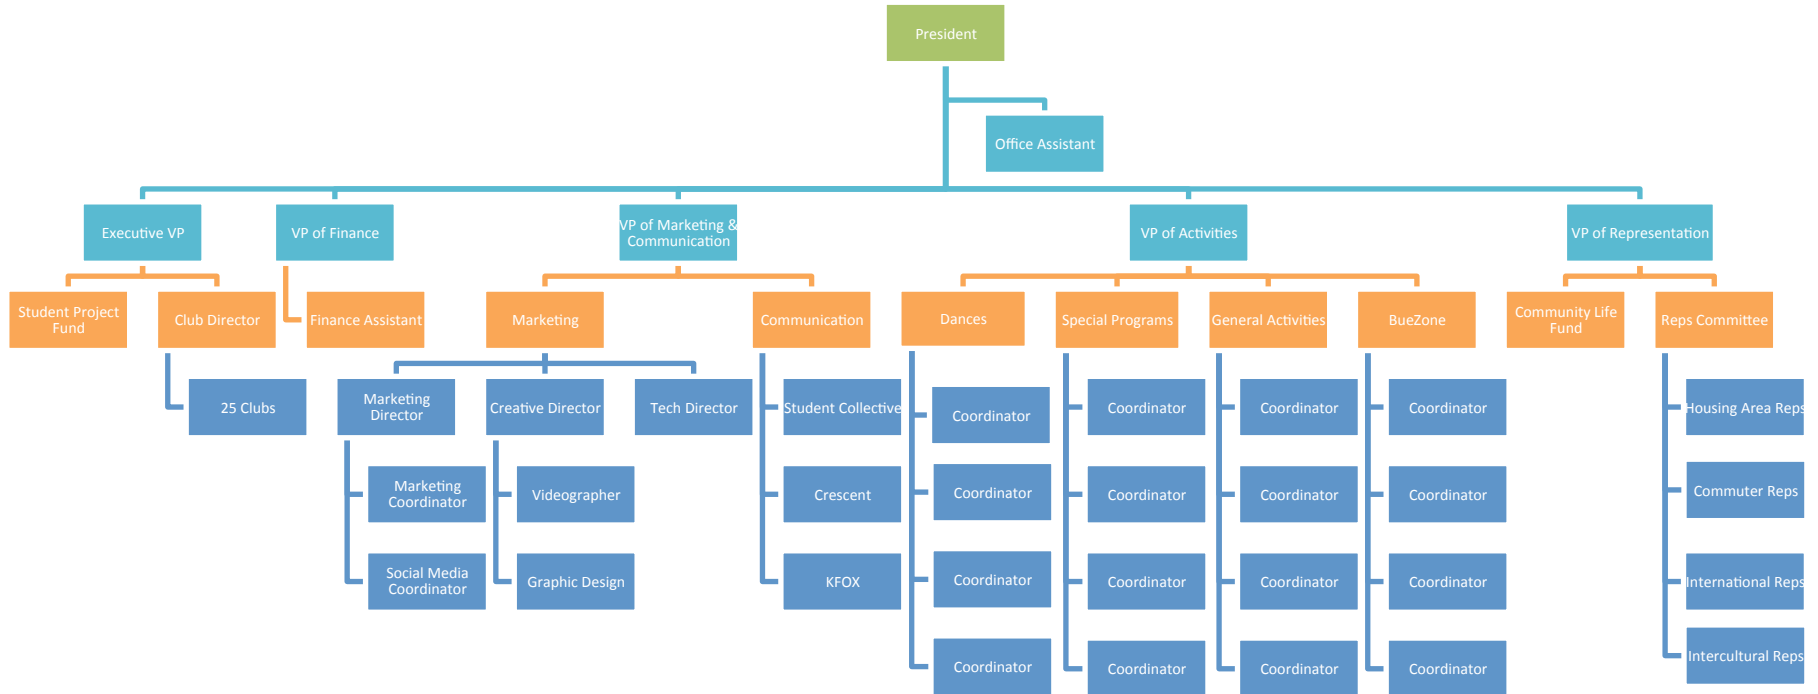 President
Office Assistant
Executive VP
VP of Finance
VP of Marketing &
Communication
VP of Activities
VP of Representation
Student Project
Fund
Club Director
Finance Assistant
Marketing
Communication
Dances
Special Programs
General Activities
BueZone
Community Life
Fund
Reps Committee
25 Clubs
Marketing
Director
Creative Director
Tech Director
Student Collective
Coordinator
Coordinator
Coordinator
Coordinator
Housing Area Reps
Marketing
Coordinator
Videographer
Crescent
Coordinator
Coordinator
Coordinator
Coordinator
Commuter Reps
Social Media
Coordinator
Graphic Design
KFOX
Coordinator
Coordinator
Coordinator
Coordinator
International Reps
Coordinator
Coordinator
Coordinator
Coordinator
Intercultural Reps